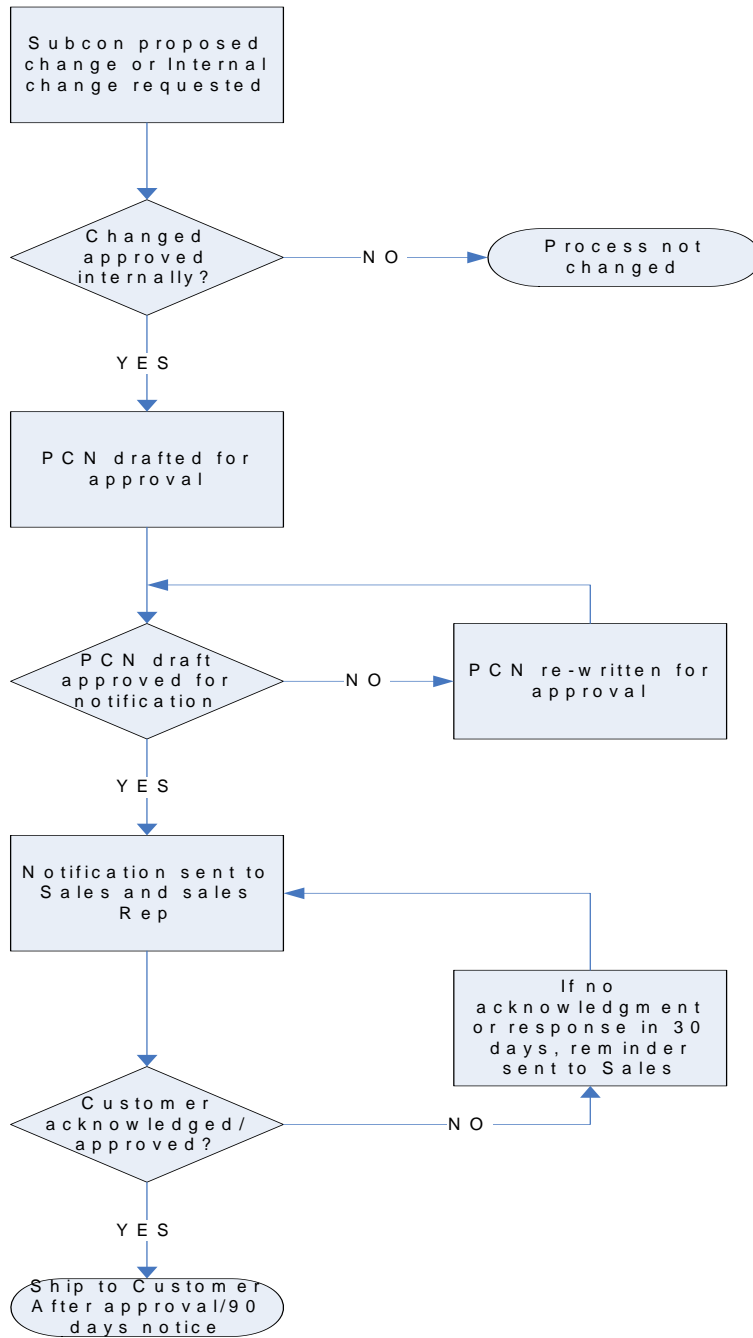 Subcon proposed
change or Internal
change requested
Changed
approved
internally?
NO
Process not
changed
YES
PCN drafted for
approval
PCN draft
approved for
notification
NO
PCN re-written for
approval
YES
Notification sent to
Sales and sales
Rep
If no
acknowledgment
or response in 30
days, reminder
sent to Sales
Customer
acknowledged/
approved?
NO
YES
Ship to Customer
After approval/90
days notice